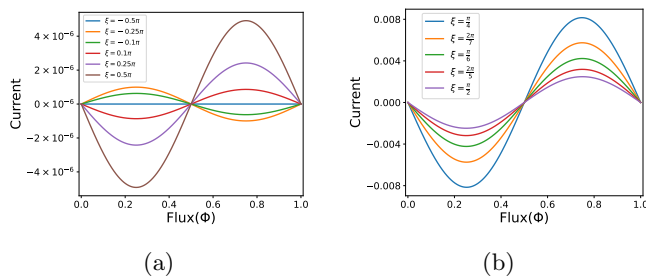 4 × 10⁻⁶
2 × 10⁻⁶
0 × 10⁻⁶
−2 × 10⁻⁶
−4 × 10⁻⁶
Current
ξ = − 0.5π
ξ = − 0.25π
ξ = − 0.1π
ξ = 0.1π
ξ = 0.25π
ξ = 0.5π
0.0 0.2 0.4 0.6 0.8 1.0
Flux(Φ)
(a)
0.008
0.004
0.000
−0.004
−0.008
Current
ξ = π/4
ξ = 2π/7
ξ = π/6
ξ = 2π/5
ξ = π/2
0.0 0.2 0.4 0.6 0.8 1.0
Flux(Φ)
(b)